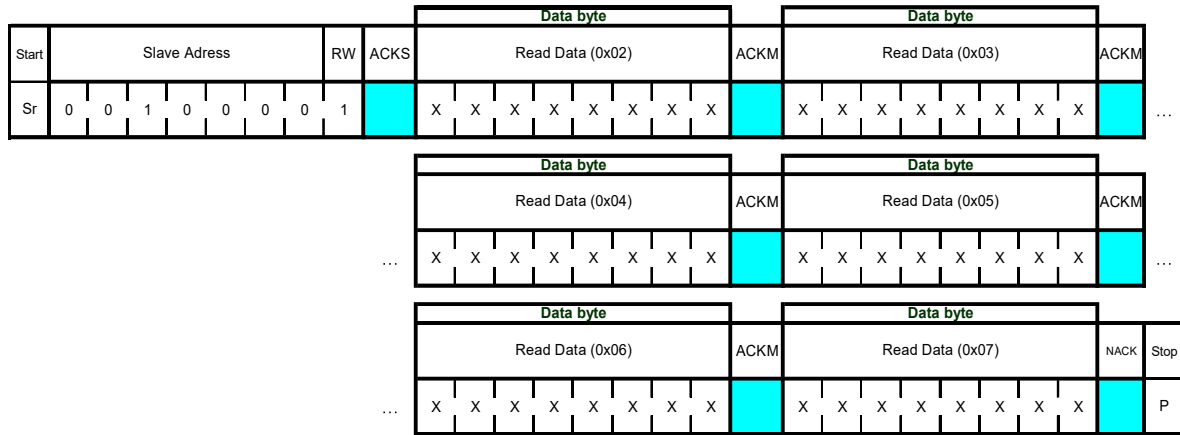 Data byte Data byte
Start Slave Adress RW ACKS Read Data (0x02) ACKM Read Data (0x03) ACKM
Sr 0 0 1 0 0 0 0 1 X X X X X X X X X X X X X X X X ...
Data byte Data byte
Read Data (0x04) ACKM Read Data (0x05) ACKM
... X X X X X X X X X X X X X X X X ...
Data byte Data byte
Read Data (0x06) ACKM Read Data (0x07) NACK Stop
... X X X X X X X X X X X X X X X X P